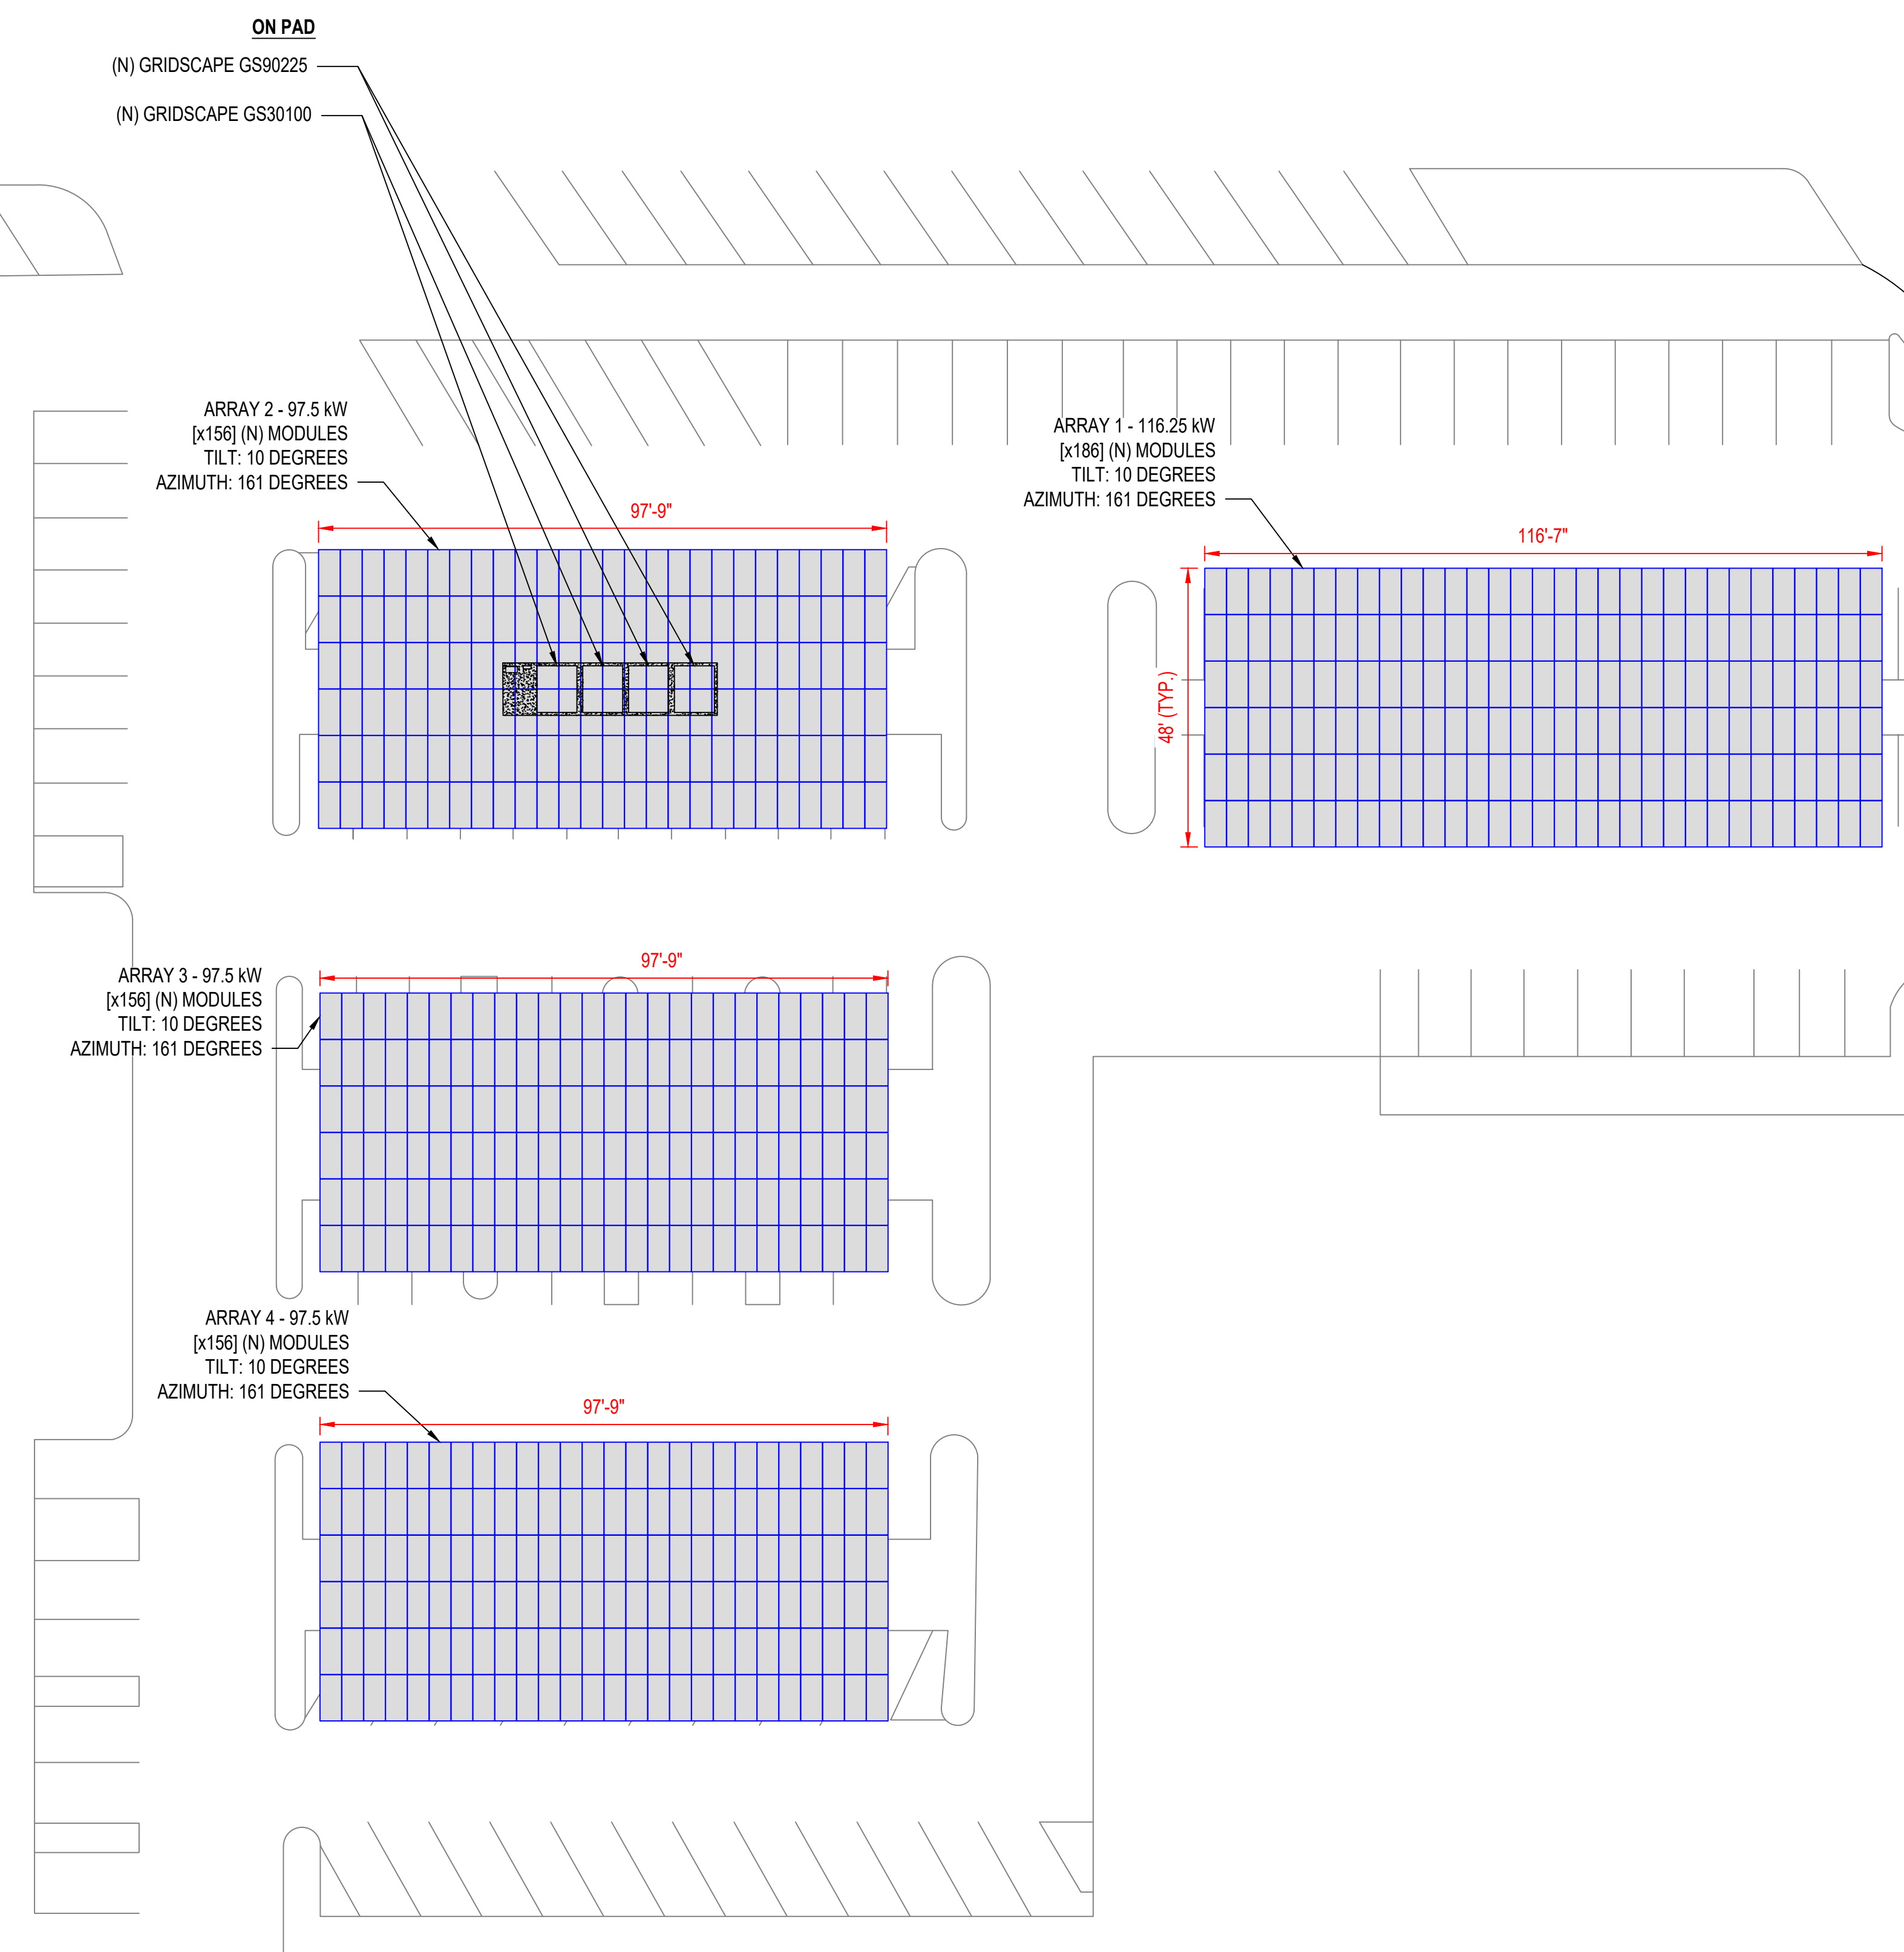 ON PAD
(N) GRIDSCAPE GS90225
(N) GRIDSCAPE GS30100
ARRAY 2 - 97.5 kW
[x156] (N) MODULES
TILT: 10 DEGREES
AZIMUTH: 161 DEGREES
97'-9"
ARRAY 1 - 116.25 kW
[x186] (N) MODULES
TILT: 10 DEGREES
AZIMUTH: 161 DEGREES
116'-7"
48' (TYP.)
ARRAY 3 - 97.5 kW
[x156] (N) MODULES
TILT: 10 DEGREES
AZIMUTH: 161 DEGREES
97'-9"
ARRAY 4 - 97.5 kW
[x156] (N) MODULES
TILT: 10 DEGREES
AZIMUTH: 161 DEGREES
97'-9"